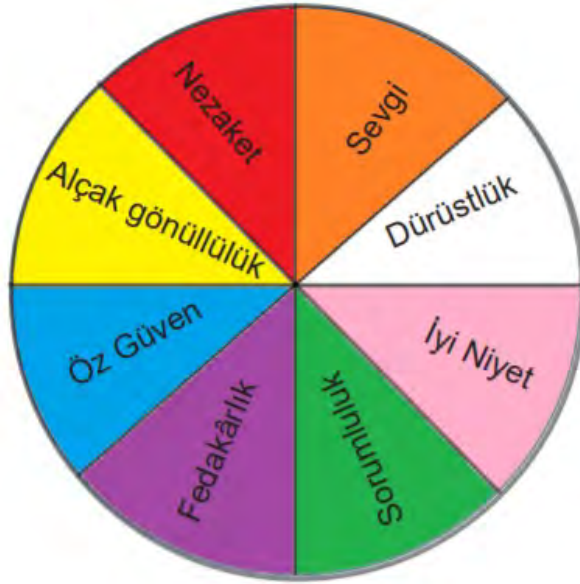 Nezaket
Sevgi
Alçak gönüllülük
Dürüstlük
Öz Güven
İyi Niyet
Fedakârlık
Sorumluluk